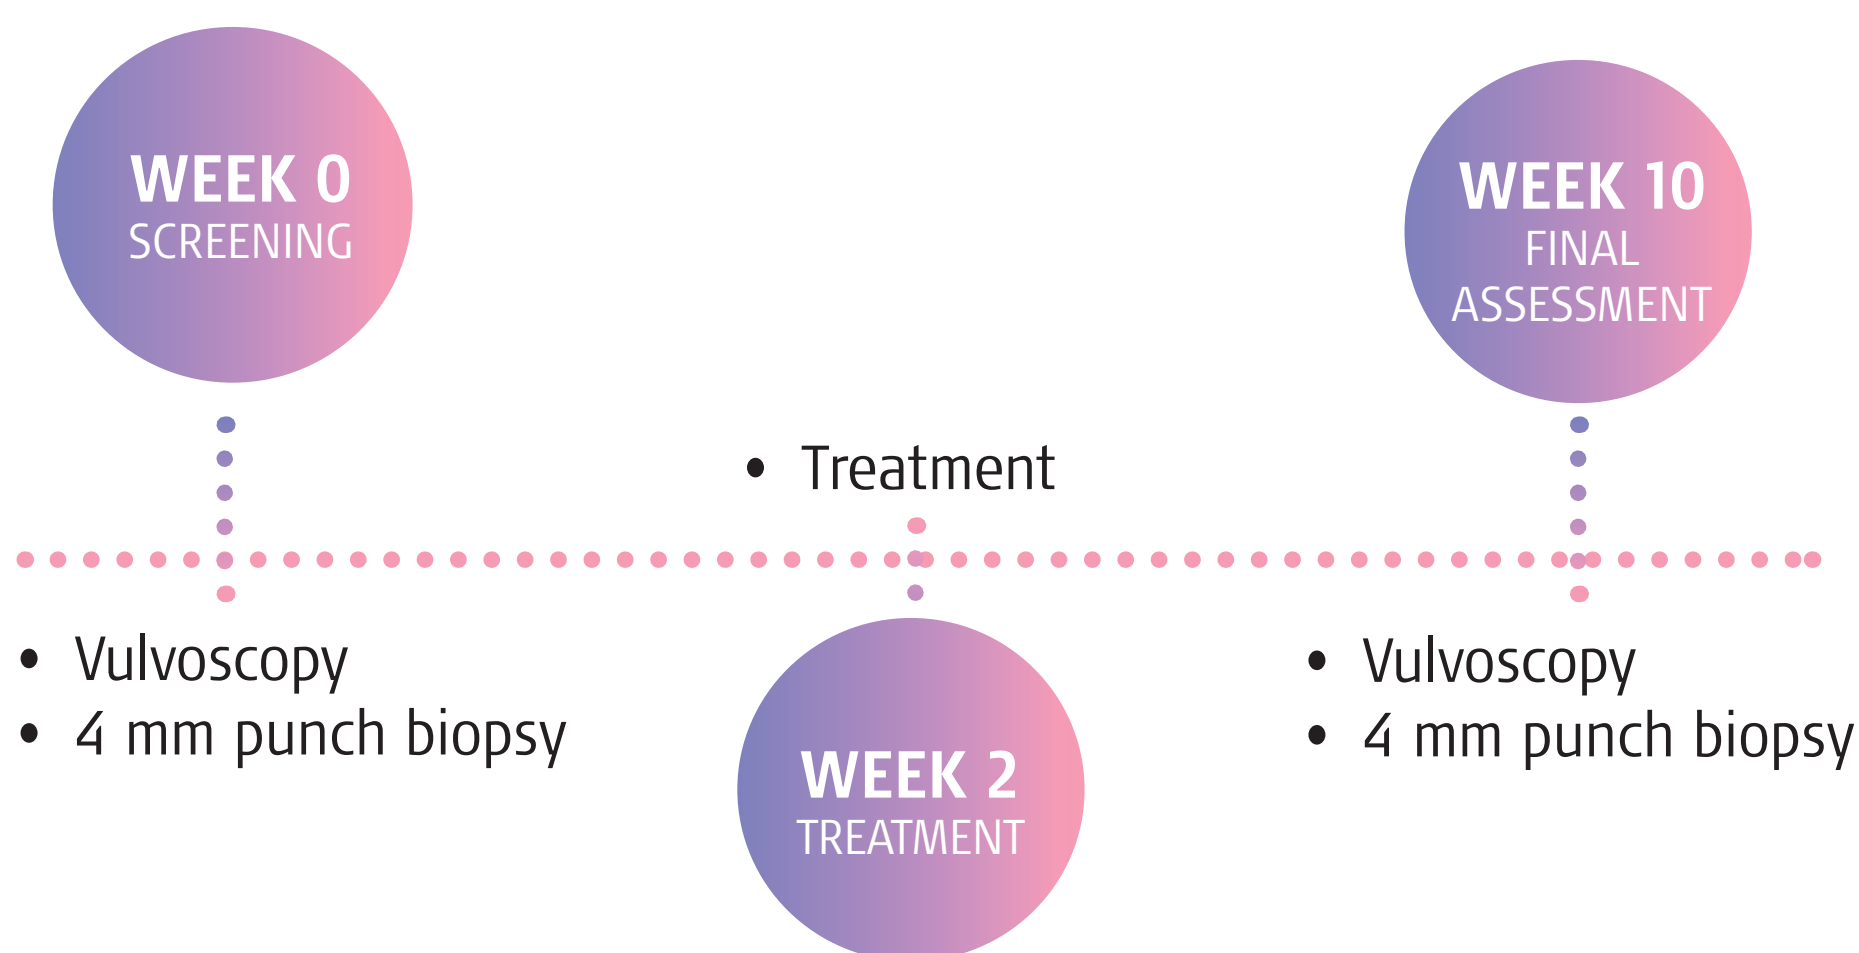 WEEK 0
SCREENING
• Vulvoscopy
• 4 mm punch biopsy
• Treatment
WEEK 2
TREATMENT
WEEK 10
FINAL
ASSESSMENT
• Vulvoscopy
• 4 mm punch biopsy